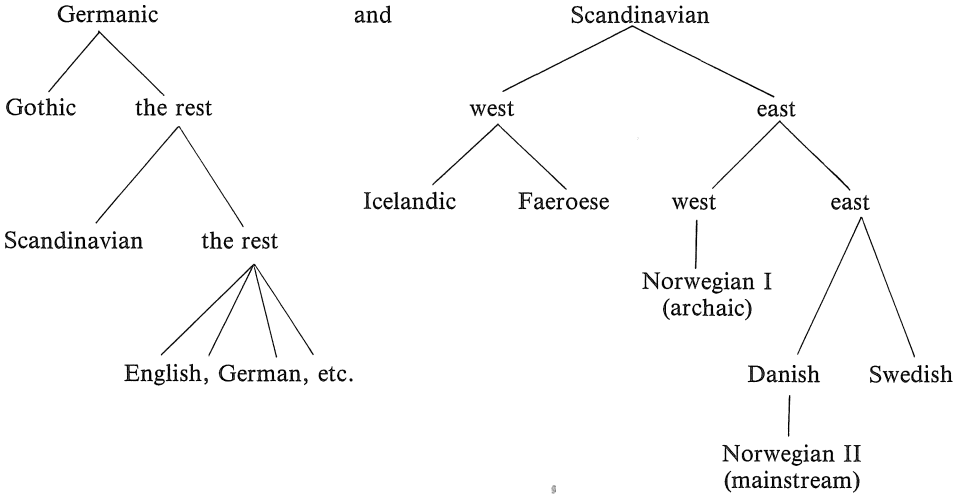 Germanic and Scandinavian
Gothic the rest west east
Icelandic Faeroese west east
Scandinavian the rest
Norwegian I
(archaic)
English, German, etc. Danish Swedish
Norwegian II
(mainstream)